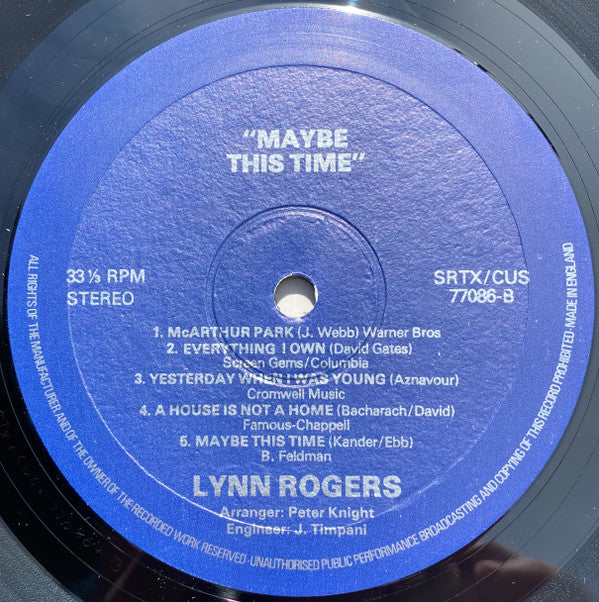 "MAYBE
THIS TIME"
33⅓ RPM
STEREO
SRTX/CUS
77086-B
1. McARTHUR PARK (J. Webb) Warner Bros
2. EVERYTHING I OWN (David Gates)
Screen Gems/Columbia
3. YESTERDAY WHEN I WAS YOUNG (Aznavour)
Cromwell Music
4. A HOUSE IS NOT A HOME (Bacharach/David)
Famous-Chappell
5. MAYBE THIS TIME (Kander/Ebb)
B. Feldman
LYNN ROGERS
Arranger: Peter Knight
Engineer: J. Timpani
ALL RIGHTS OF THE MANUFACTURER AND OF THE OWNER OF THE RECORDED WORK RESERVED · UNAUTHORISED PUBLIC PERFORMANCE BROADCASTING AND COPYING OF THIS RECORD PROHIBITED · MADE IN ENGLAND